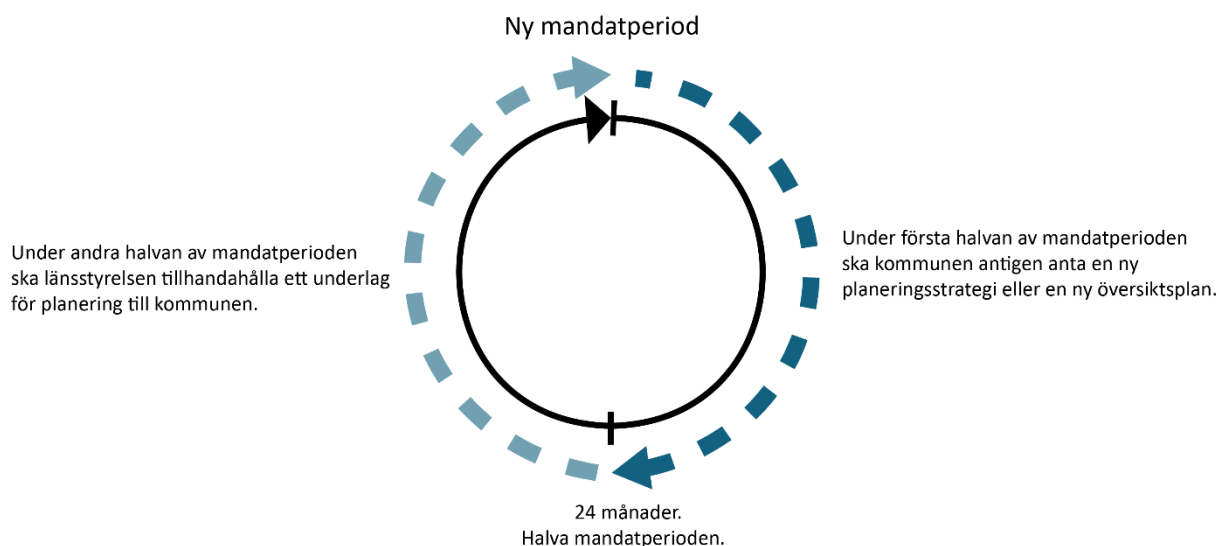 Ny mandatperiod
Under andra halvan av mandatperioden
ska länsstyrelsen tillhandahålla ett underlag
för planering till kommunen.
Under första halvan av mandatperioden
ska kommunen antigen anta en ny
planeringsstrategi eller en ny översiktsplan.
24 månader.
Halva mandatperioden.